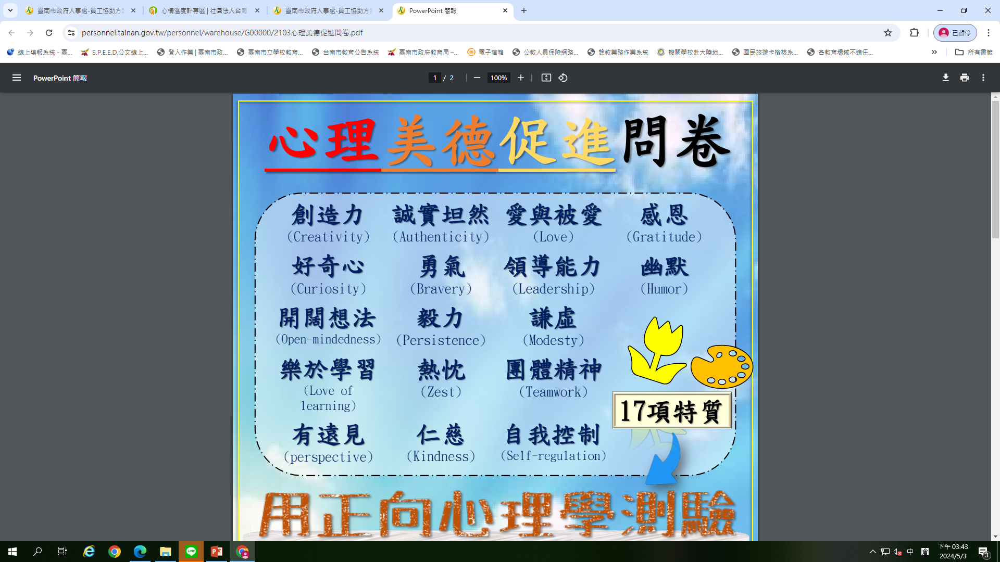 臺南市政府人事處-員工協助方案
心情溫度計專區 | 社團法人台灣
臺南市政府人事處-員工協助方案
PowerPoint 簡報
personnel.tainan.gov.tw/personnel/warehouse/G00000/2103心理美德促進問卷.pdf
已暫停
線上填報系統 - 臺...
S.P.E.E.D.公文線上...
登入作業 | 臺南市政...
臺南市立學校教育...
台南市教育公告系統
臺南市政府教育局 –...
電子信箱
公教人員保險網路...
銓敘業務作業系統
機關學校赴大陸地...
國民旅遊卡檢核系...
各教育場域不適任...
所有書籤
PowerPoint 簡報
1 / 2
100%
心理美德促進問卷
創造力 誠實坦然 愛與被愛 感恩
(Creativity) (Authenticity) (Love) (Gratitude)
好奇心 勇氣 領導能力 幽默
(Curiosity) (Bravery) (Leadership) (Humor)
開闊想法 毅力 謙虛
(Open-mindedness) (Persistence) (Modesty)
樂於學習 熱忱 團體精神
(Love of learning) (Zest) (Teamwork)
17項特質
有遠見 仁慈 自我控制
(perspective) (Kindness) (Self-regulation)
用正向心理學測驗
LINE
中
倉
下午 03:43
2024/5/3
3